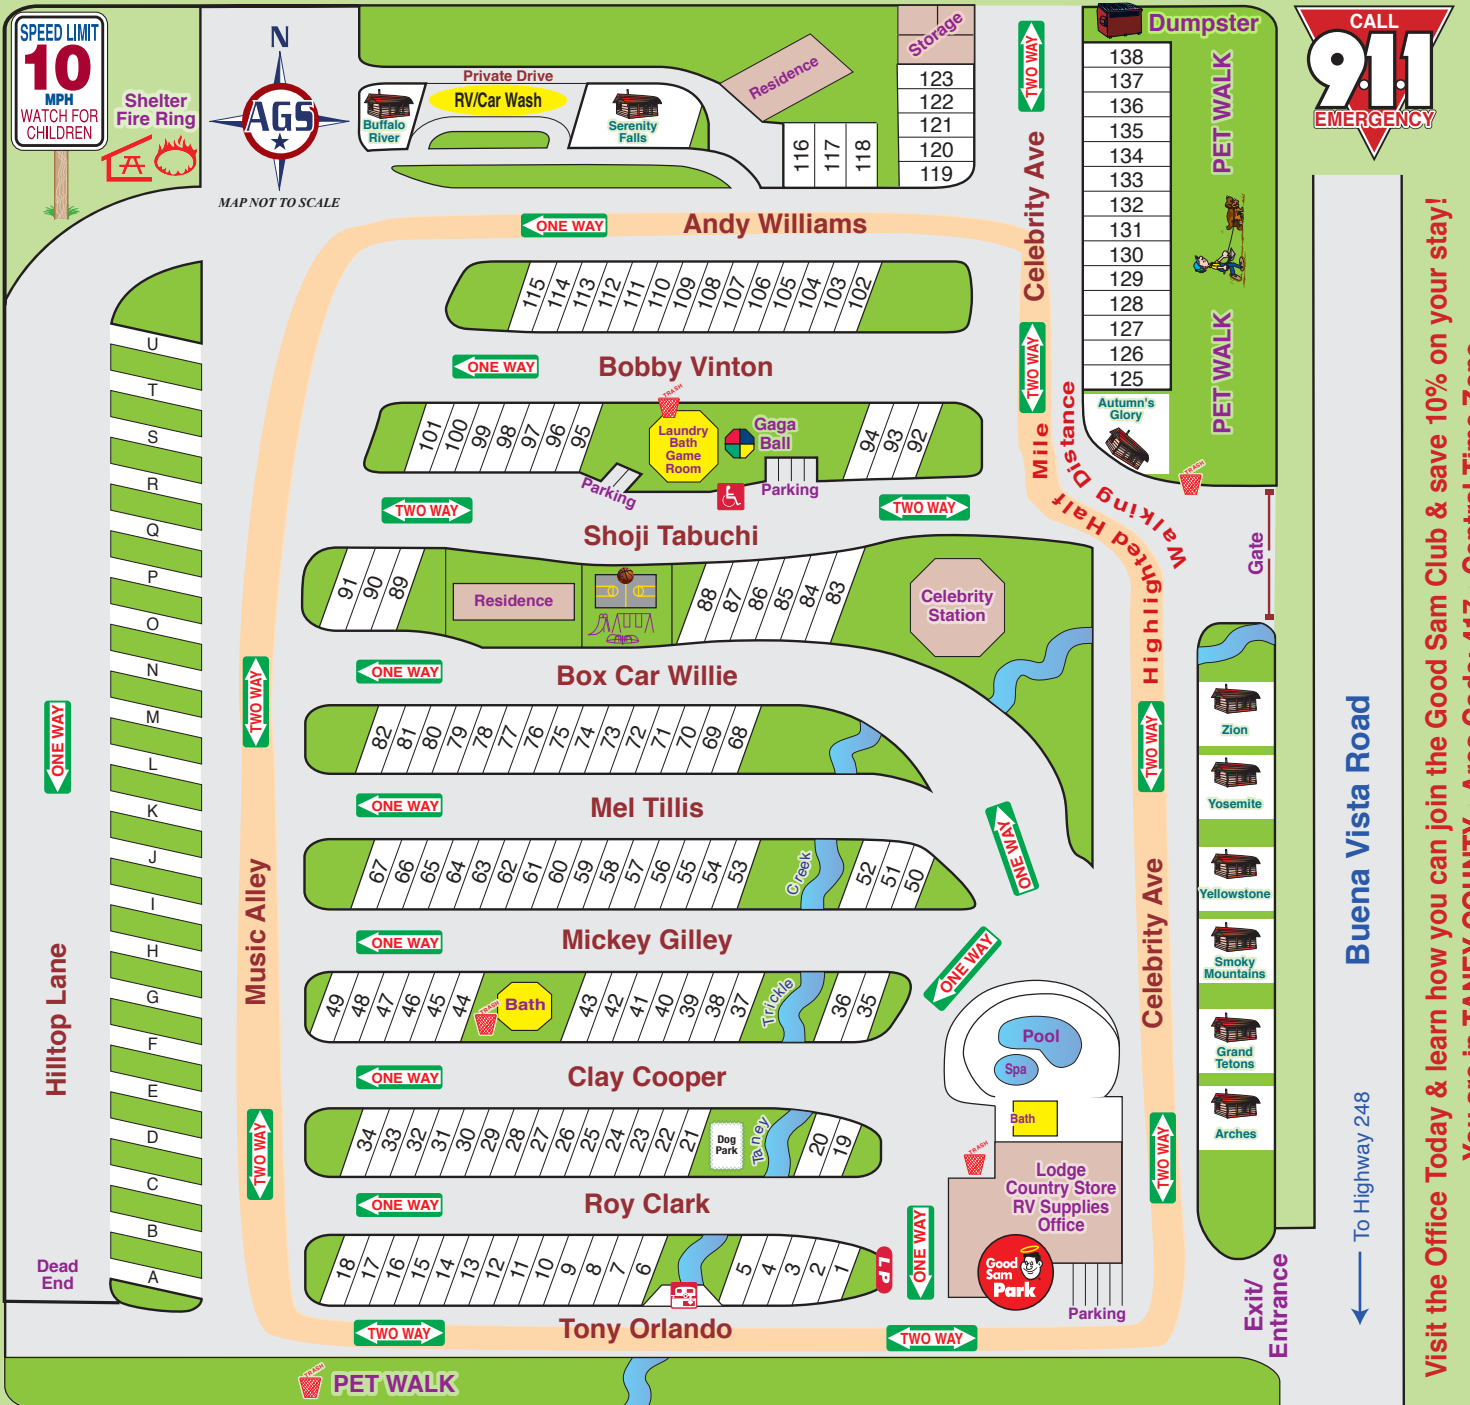 SPEED LIMIT
10
MPH
WATCH FOR
CHILDREN
Shelter
Fire Ring
N
AGS
MAP NOT TO SCALE
Private Drive
RV/Car Wash
Buffalo
River
Serenity
Falls
Residence
Storage
123
122
121
120
119
116
117
118
TWO WAY
Celebrity Ave
Dumpster
138
137
136
135
134
133
132
131
130
129
128
127
126
125
Autumn's
Glory
PET WALK
PET WALK
TRASH
CALL
911
EMERGENCY
ONE WAY
Andy Williams
115
114
113
112
111
110
109
108
107
106
105
104
103
102
TWO WAY
ONE WAY
Bobby Vinton
101
100
99
98
97
96
95
TRASH
Laundry
Bath
Game
Room
Gaga
Ball
Parking
Parking
94
93
92
Highlighted Half Mile
Walking Distance
Gate
TWO WAY
TWO WAY
Shoji Tabuchi
91
90
89
Residence
88
87
86
85
84
83
Celebrity
Station
ONE WAY
Box Car Willie
82
81
80
79
78
77
76
75
74
73
72
71
70
69
68
ONE WAY
Mel Tillis
67
66
65
64
63
62
61
60
59
58
57
56
55
54
53
Creek
52
51
50
ONE WAY
ONE WAY
Mickey Gilley
ONE WAY
49
48
47
46
45
44
TRASH
Bath
43
42
41
40
39
38
37
Trickle
36
35
ONE WAY
Clay Cooper
34
33
32
31
30
29
28
27
26
25
24
23
22
21
Dog
Park
Taney
20
19
ONE WAY
Roy Clark
18
17
16
15
14
13
12
11
10
9
8
7
6
5
4
3
2
1
LP
ONE WAY
TWO WAY
Tony Orlando
TWO WAY
TRASH
PET WALK
U
T
S
R
Q
P
O
N
M
L
K
J
I
H
G
F
E
D
C
B
A
ONE WAY
Hilltop Lane
Dead
End
TWO WAY
Music Alley
TWO WAY
Pool
Spa
Bath
TRASH
Lodge
Country Store
RV Supplies
Office
Good
Sam
Park
Parking
TWO WAY
Celebrity Ave
TWO WAY
Zion
Yosemite
Yellowstone
Smoky
Mountains
Grand
Tetons
Arches
Exit/
Entrance
Buena Vista Road
To Highway 248
Visit the Office Today & learn how you can join the Good Sam Club & save 10% on your stay!